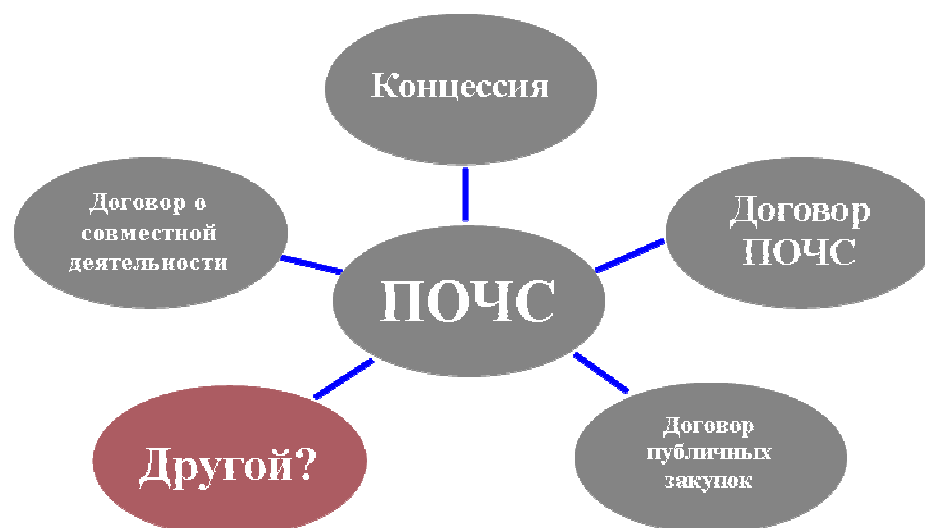 Концессия
Договор о
совместной
деятельности
Договор
ПОЧС
ПОЧС
Другой?
Договор
публичных
закупок